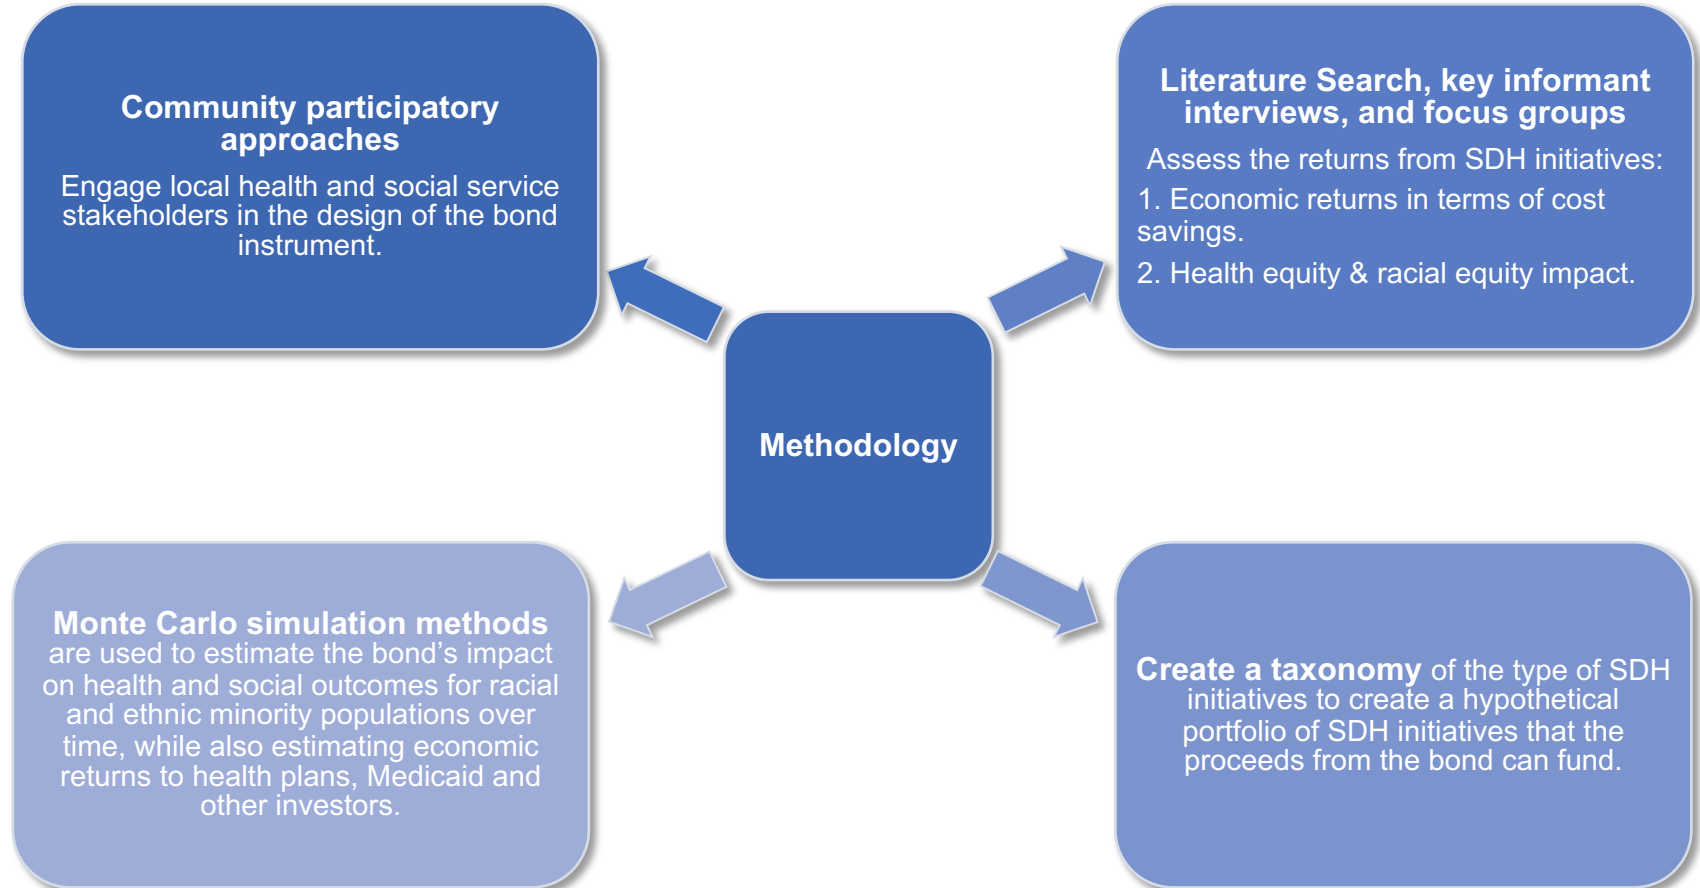 Community participatory
approaches
Engage local health and social service
stakeholders in the design of the bond
instrument.
Literature Search, key informant
interviews, and focus groups
Assess the returns from SDH initiatives:
1. Economic returns in terms of cost
savings.
2. Health equity & racial equity impact.
Methodology
Monte Carlo simulation methods
are used to estimate the bond’s impact
on health and social outcomes for racial
and ethnic minority populations over
time, while also estimating economic
returns to health plans, Medicaid and
other investors.
Create a taxonomy of the type of SDH
initiatives to create a hypothetical
portfolio of SDH initiatives that the
proceeds from the bond can fund.